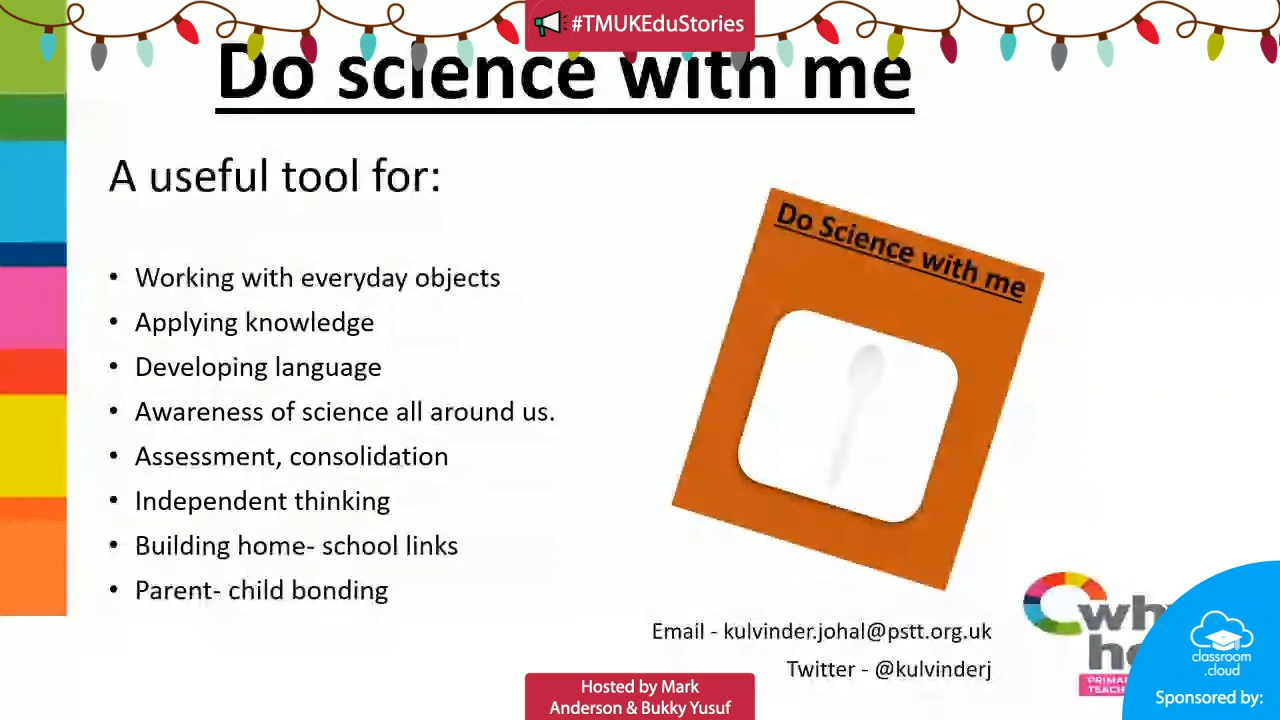 #TMUKEduStories
Do science with me
A useful tool for:
• Working with everyday objects
• Applying knowledge
• Developing language
• Awareness of science all around us.
• Assessment, consolidation
• Independent thinking
• Building home- school links
• Parent- child bonding
Do Science with me
Email - kulvinder.johal@pstt.org.uk
Twitter - @kulvinderj
Hosted by Mark
Anderson & Bukky Yusuf
classroom
.cloud
Sponsored by: